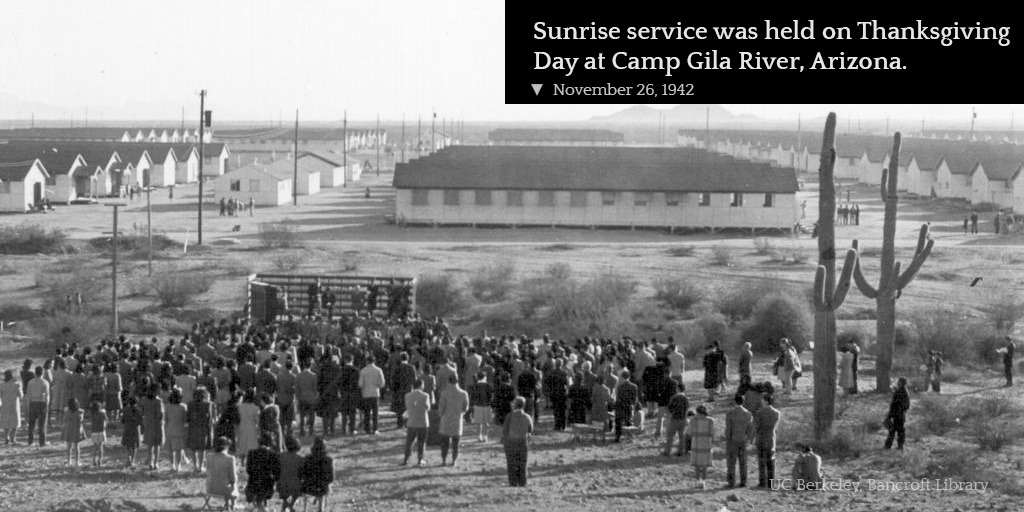 Sunrise service was held on Thanksgiving
Day at Camp Gila River, Arizona.
▼ November 26, 1942
UC Berkeley, Bancroft Library